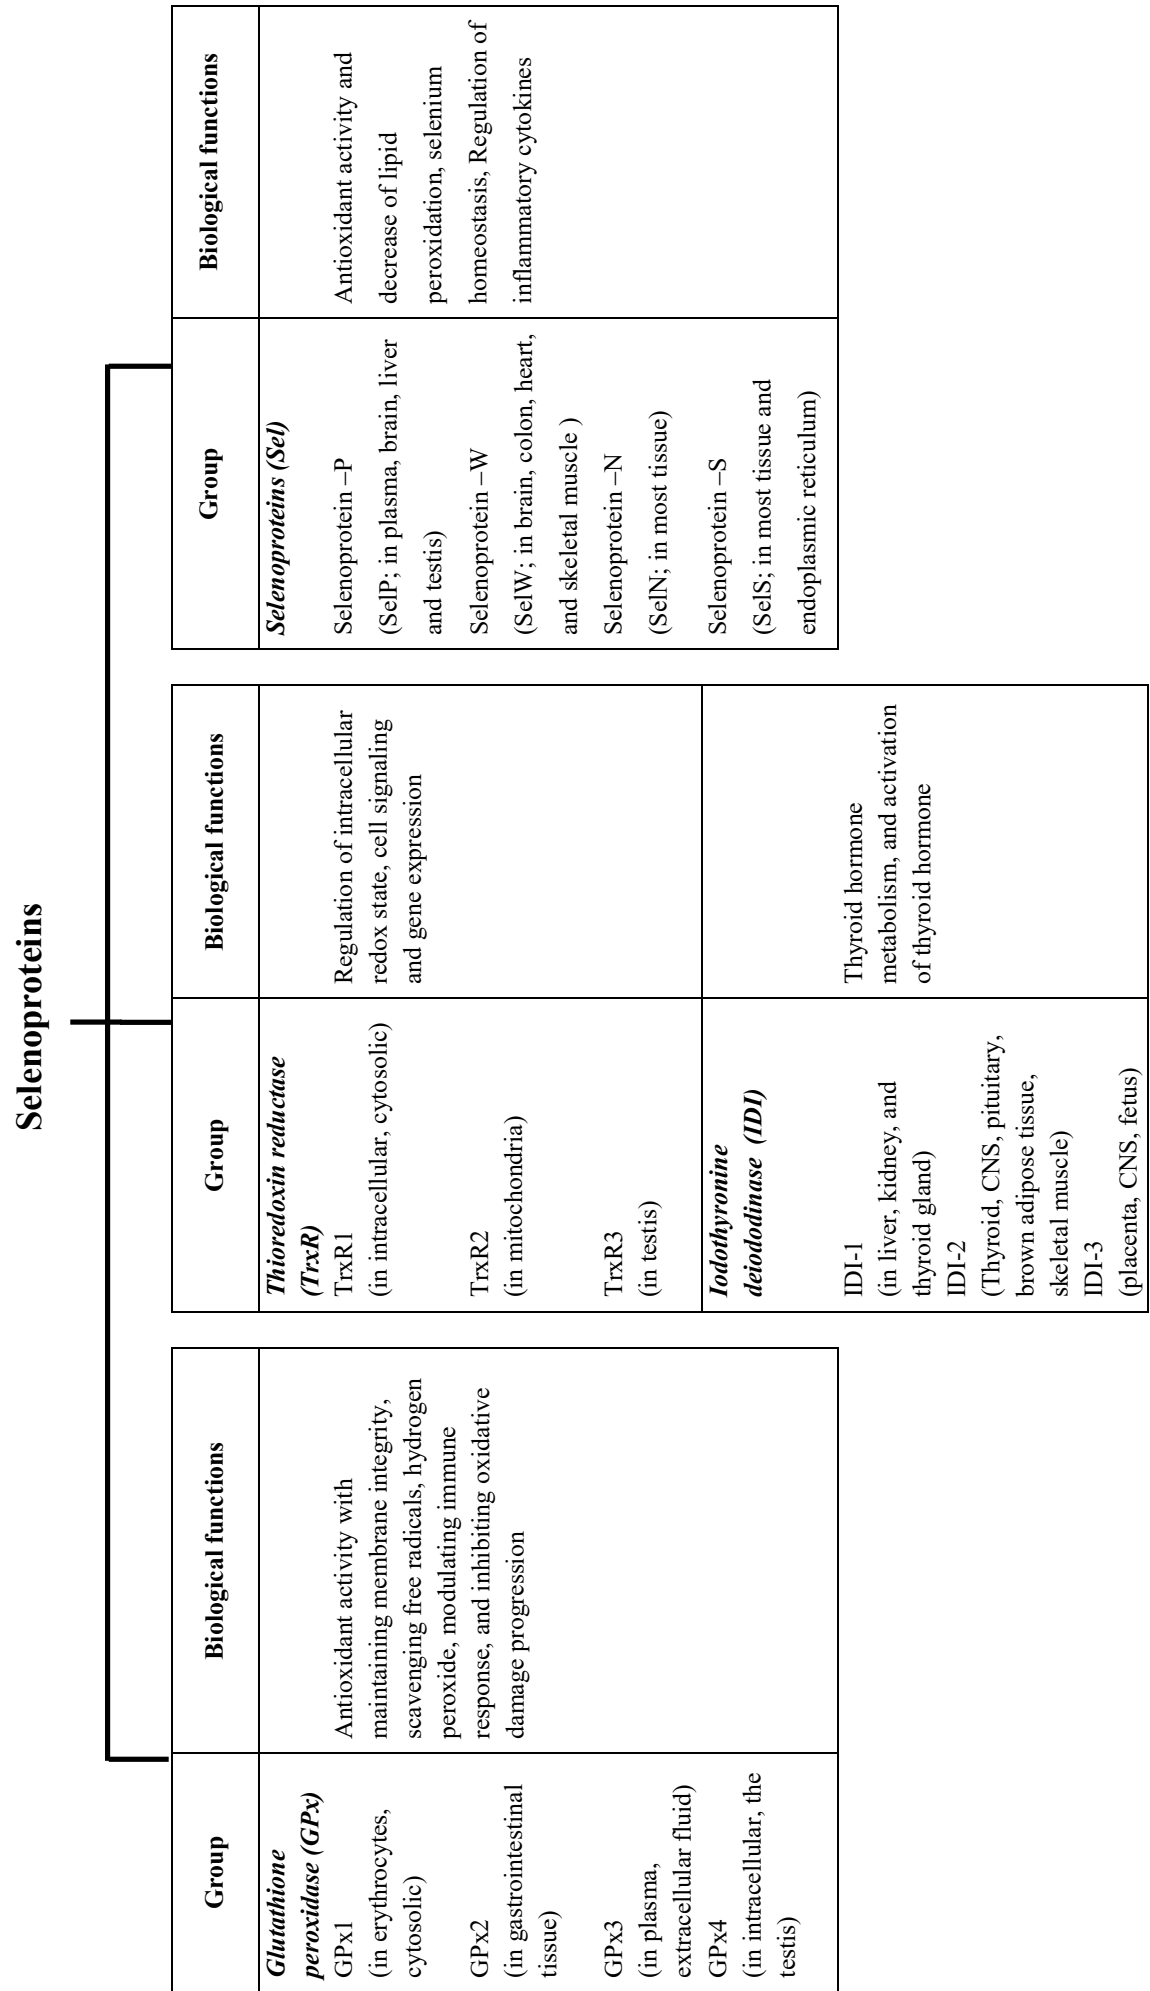 Selenoproteins
Group
Biological functions
Glutathione
peroxidase (GPx)
GPx1
(in erythrocytes,
cytosolic)
GPx2
(in gastrointestinal
tissue)
GPx3
(in plasma,
extracellular fluid)
GPx4
(in intracellular, the
testis)
Antioxidant activity with
maintaining membrane integrity,
scavenging free radicals, hydrogen
peroxide, modulating immune
response, and inhibiting oxidative
damage progression
Group
Biological functions
Thioredoxin reductase
(TrxR)
TrxR1
(in intracellular, cytosolic)
TrxR2
(in mitochondria)
TrxR3
(in testis)
Regulation of intracellular
redox state, cell signaling
and gene expression
Iodothyronine
deiododinase (IDI)
IDI-1
(in liver, kidney, and
thyroid gland)
IDI-2
(Thyroid, CNS, pituitary,
brown adipose tissue,
skeletal muscle)
IDI-3
(placenta, CNS, fetus)
Thyroid hormone
metabolism, and activation
of thyroid hormone
Group
Biological functions
Selenoproteins (Sel)
Selenoprotein –P
(SelP; in plasma, brain, liver
and testis)
Selenoprotein –W
(SelW; in brain, colon, heart,
and skeletal muscle )
Selenoprotein –N
(SelN; in most tissue)
Selenoprotein –S
(SelS; in most tissue and
endoplasmic reticulum)
Antioxidant activity and
decrease of lipid
peroxidation, selenium
homeostasis, Regulation of
inflammatory cytokines